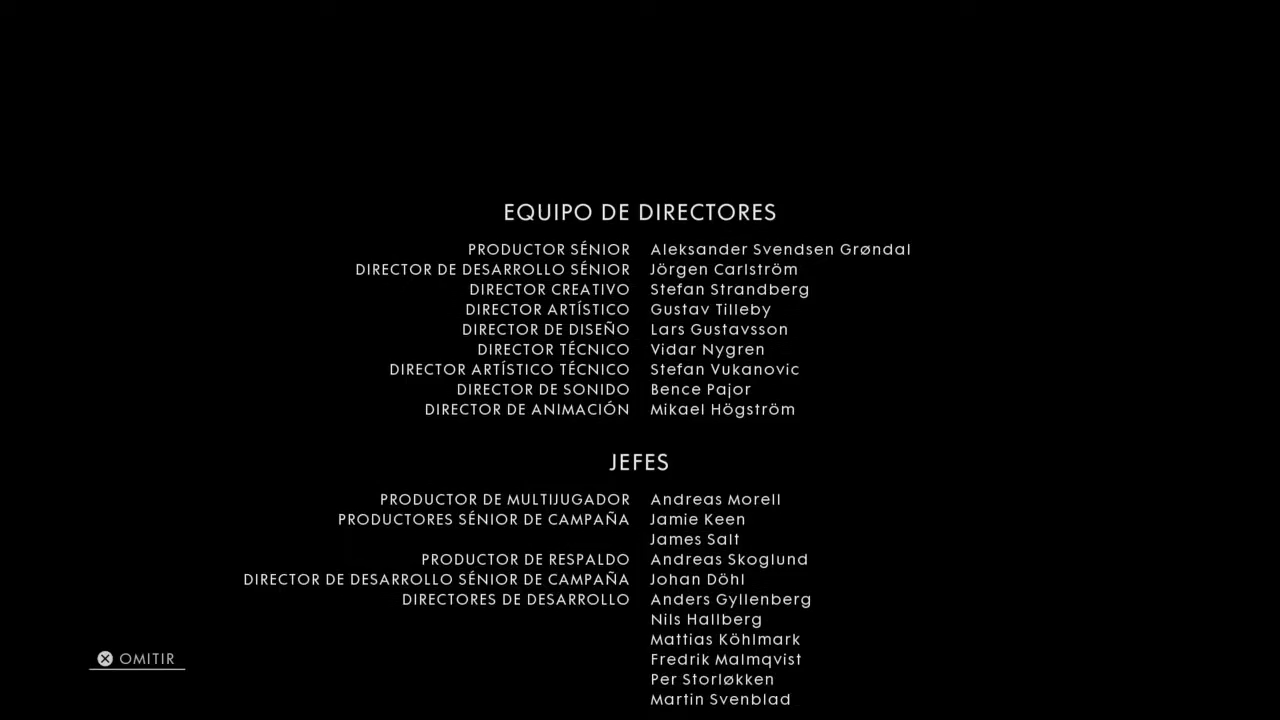 EQUIPO DE DIRECTORES
PRODUCTOR SÉNIOR Aleksander Svendsen Grøndal
DIRECTOR DE DESARROLLO SÉNIOR Jörgen Carlström
DIRECTOR CREATIVO Stefan Strandberg
DIRECTOR ARTÍSTICO Gustav Tilleby
DIRECTOR DE DISEÑO Lars Gustavsson
DIRECTOR TÉCNICO Vidar Nygren
DIRECTOR ARTÍSTICO TÉCNICO Stefan Vukanovic
DIRECTOR DE SONIDO Bence Pajor
DIRECTOR DE ANIMACIÓN Mikael Högström
JEFES
PRODUCTOR DE MULTIJUGADOR Andreas Morell
PRODUCTORES SÉNIOR DE CAMPAÑA Jamie Keen
James Salt
PRODUCTOR DE RESPALDO Andreas Skoglund
DIRECTOR DE DESARROLLO SÉNIOR DE CAMPAÑA Johan Döhl
DIRECTORES DE DESARROLLO Anders Gyllenberg
Nils Hallberg
Mattias Köhlmark
Fredrik Malmqvist
Per Storløkken
Martin Svenblad
OMITIR